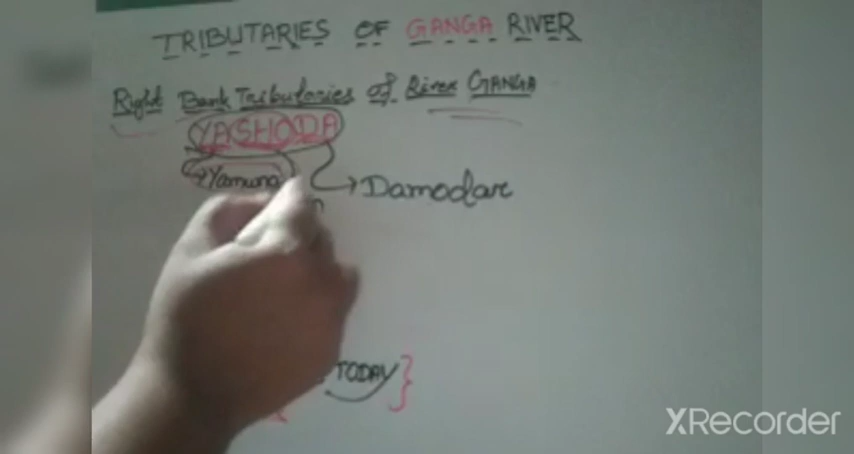 TRIBUTARIES OF GANGA RIVER
Right Bank Tributaries of River GANGA
YASHODA
Yamuna
Damodar
TODAY
XRecorder